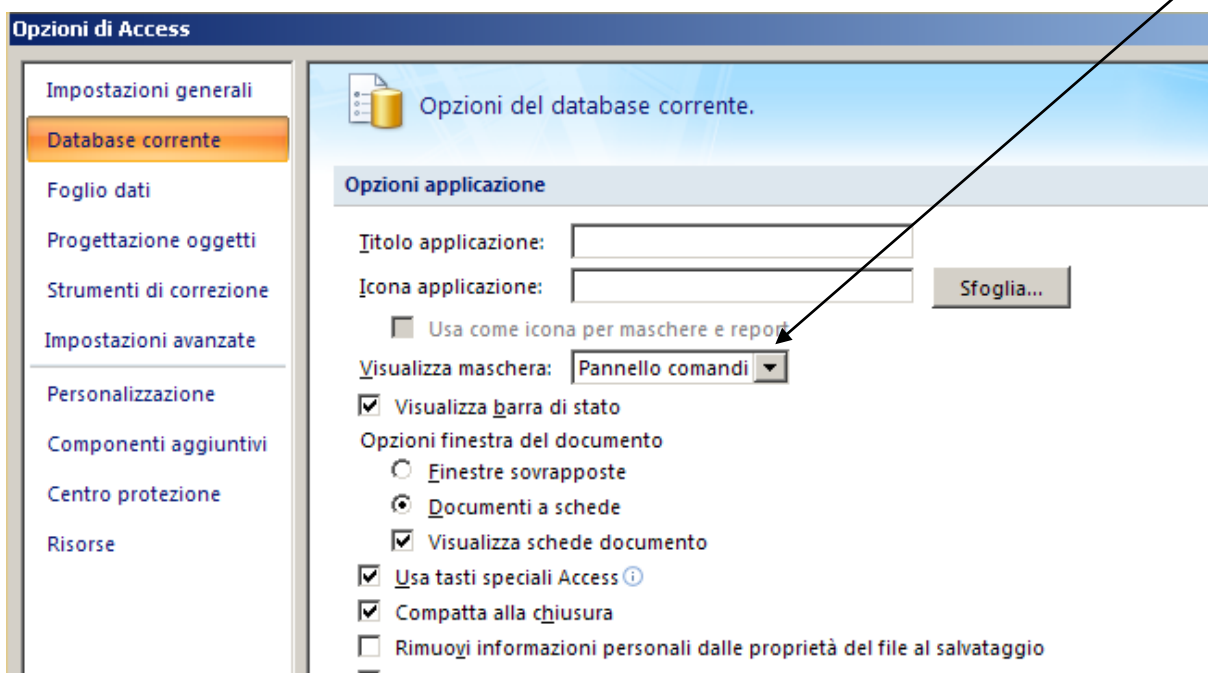 Opzioni di Access
Impostazioni generali
Database corrente
Foglio dati
Progettazione oggetti
Strumenti di correzione
Impostazioni avanzate
Personalizzazione
Componenti aggiuntivi
Centro protezione
Risorse
Opzioni del database corrente.
Opzioni applicazione
Titolo applicazione:
Icona applicazione:
Sfoglia...
Usa come icona per maschere e report
Visualizza maschera: Pannello comandi
Visualizza barra di stato
Opzioni finestra del documento
Finestre sovrapposte
Documenti a schede
Visualizza schede documento
Usa tasti speciali Access
Compatta alla chiusura
Rimuovi informazioni personali dalle proprietà del file al salvataggio